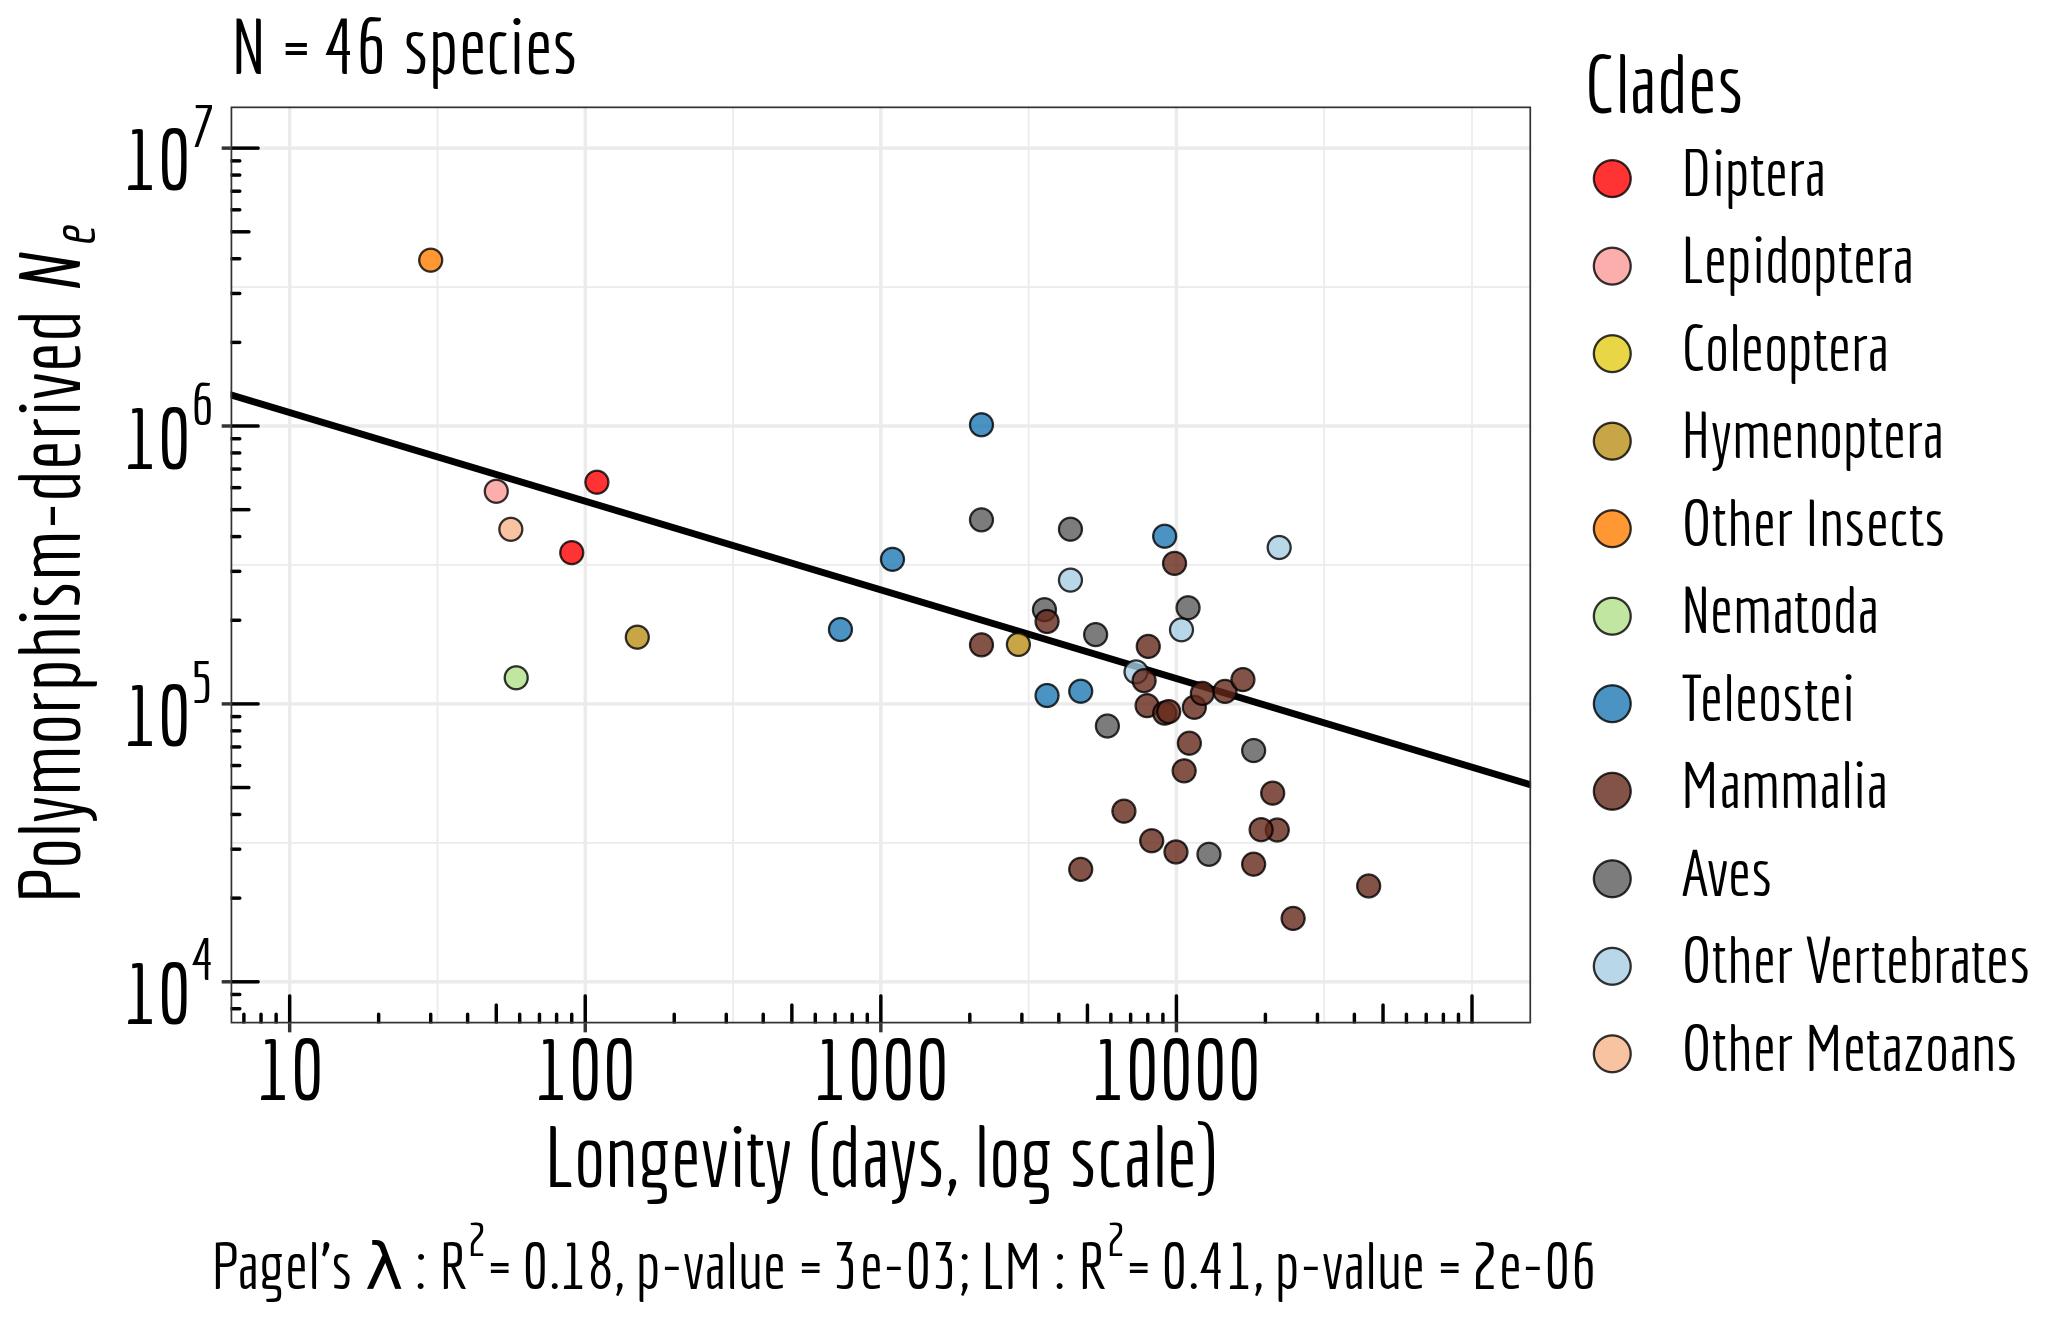 N = 46 species
Clades
10^7
10^6
10^5
10^4
Polymorphism-derived N_e
Diptera
Lepidoptera
Coleoptera
Hymenoptera
Other Insects
Nematoda
Teleostei
Mammalia
Aves
Other Vertebrates
Other Metazoans
10 100 1000 10000
Longevity (days, log scale)
Pagel's λ : R²= 0.18, p-value = 3e-03; LM : R²= 0.41, p-value = 2e-06